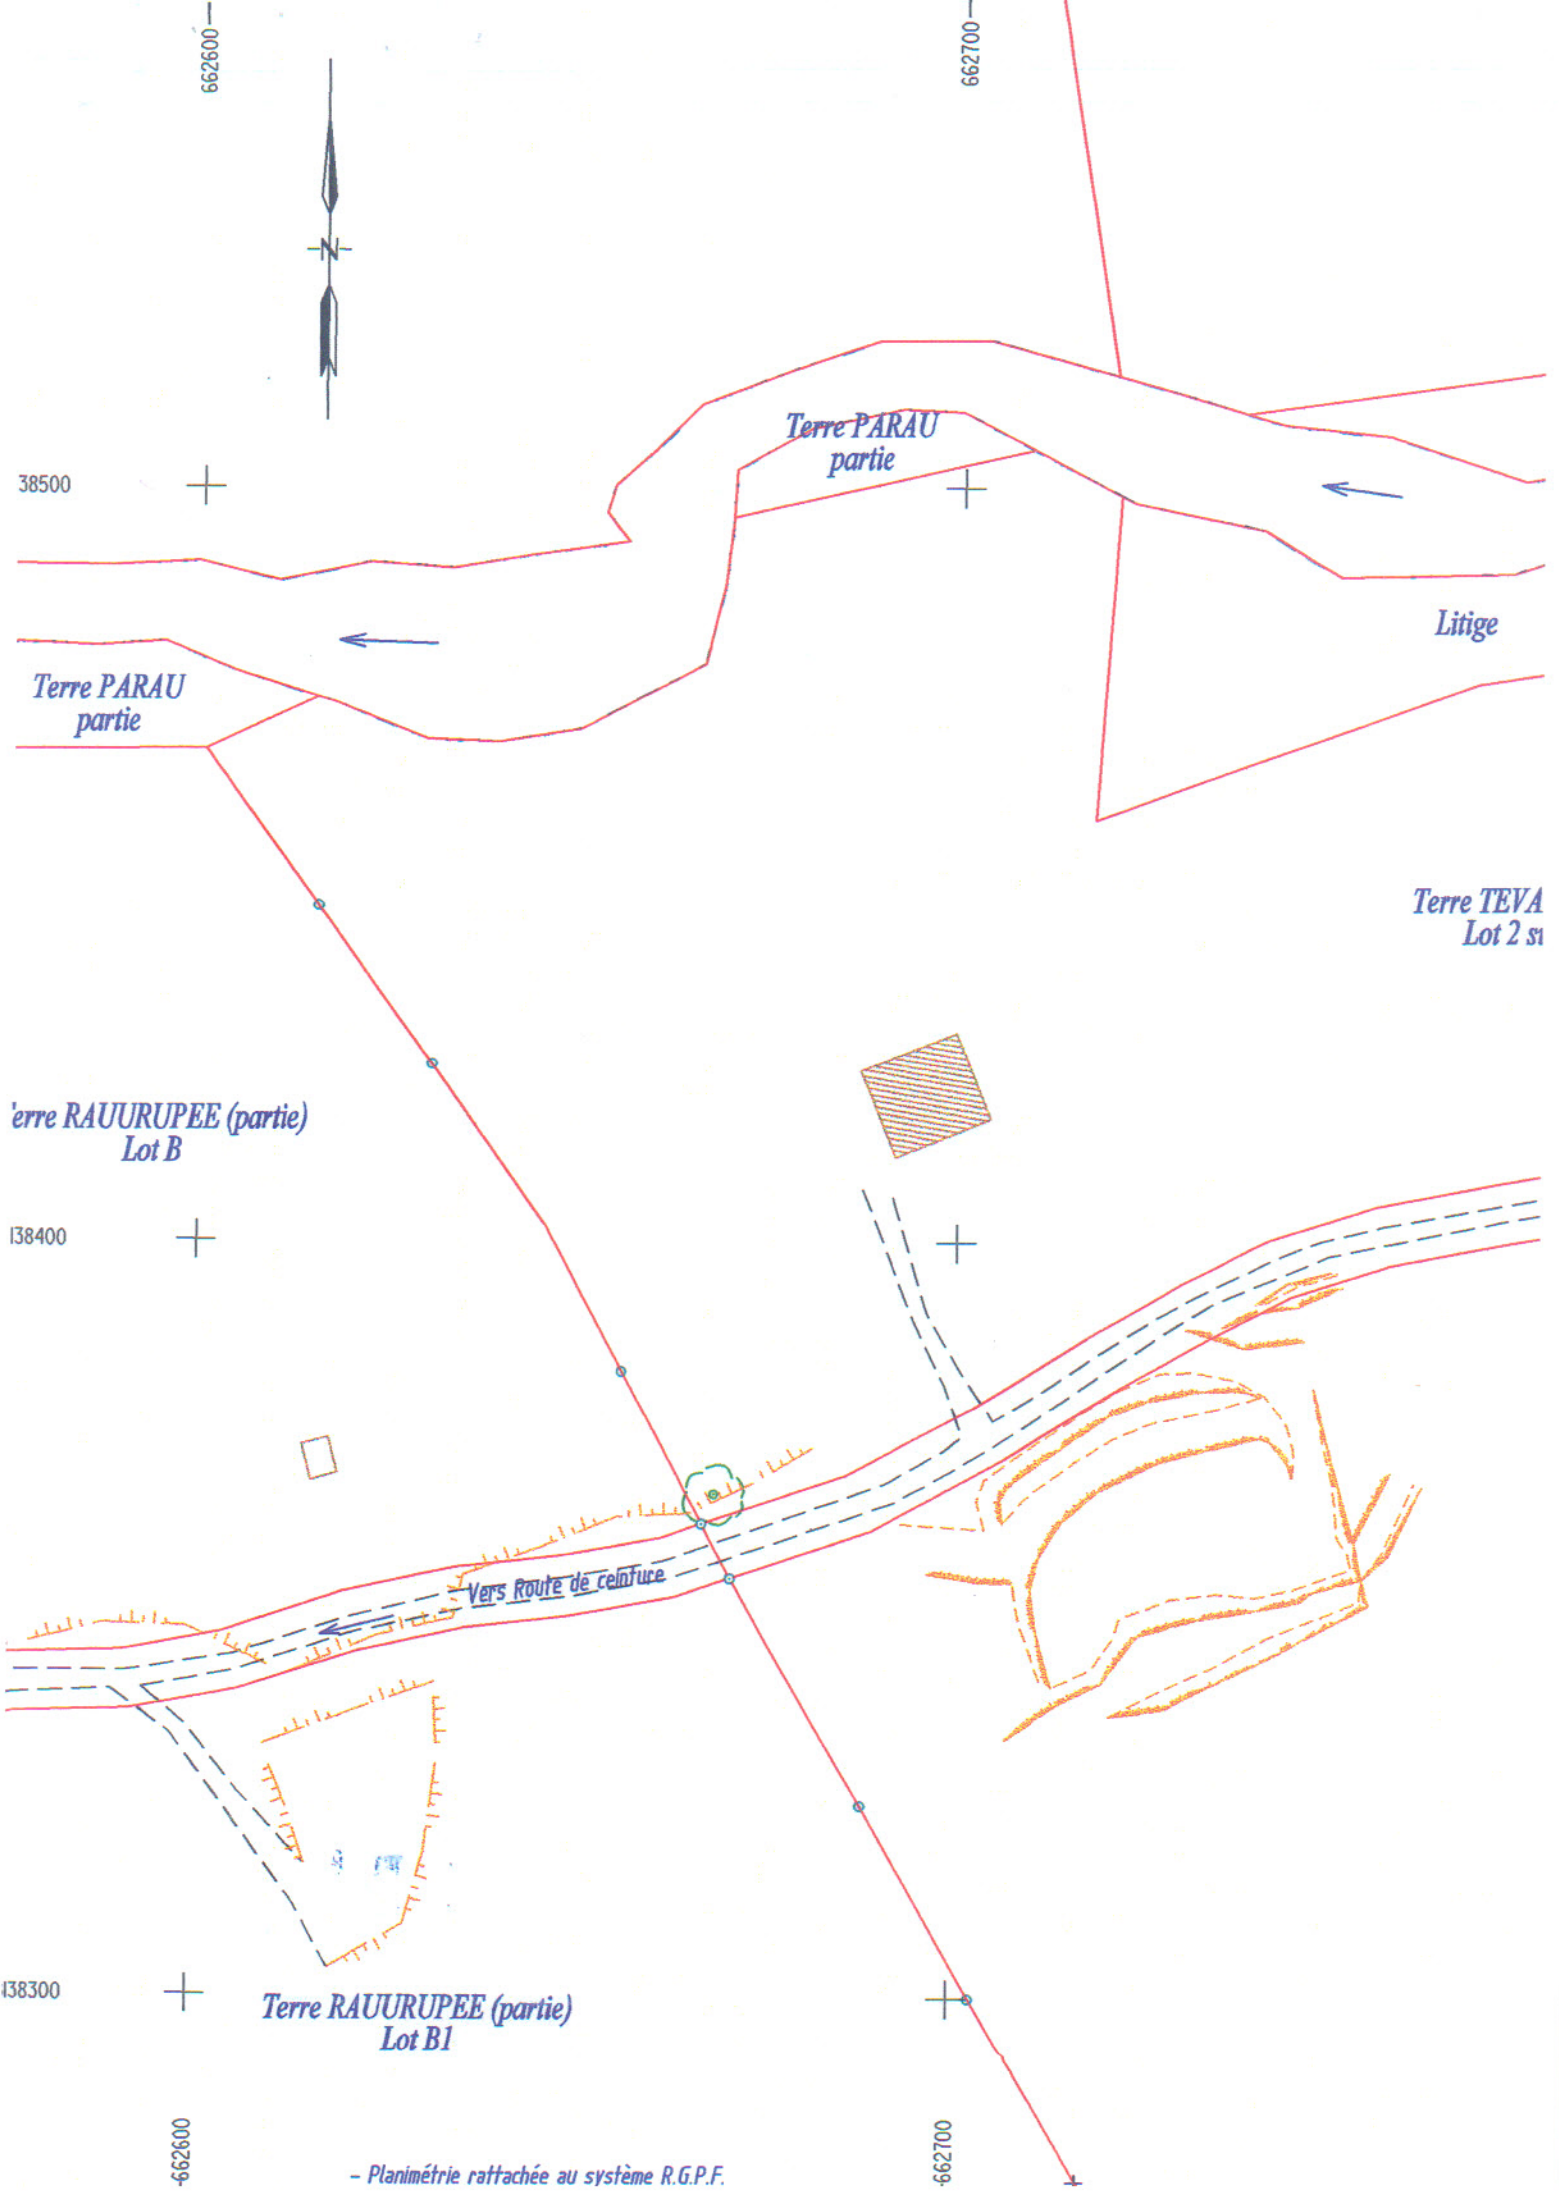 662600
662700
N
Terre PARAU
partie
38500
Litige
Terre PARAU
partie
Terre TEVA
Lot 2
erre RAUURUPEE (partie)
Lot B
138400
Vers Route de ceinture
138300
Terre RAUURUPEE (partie)
Lot B1
662600
662700
- Planimétrie rattachée au système R.G.P.F.